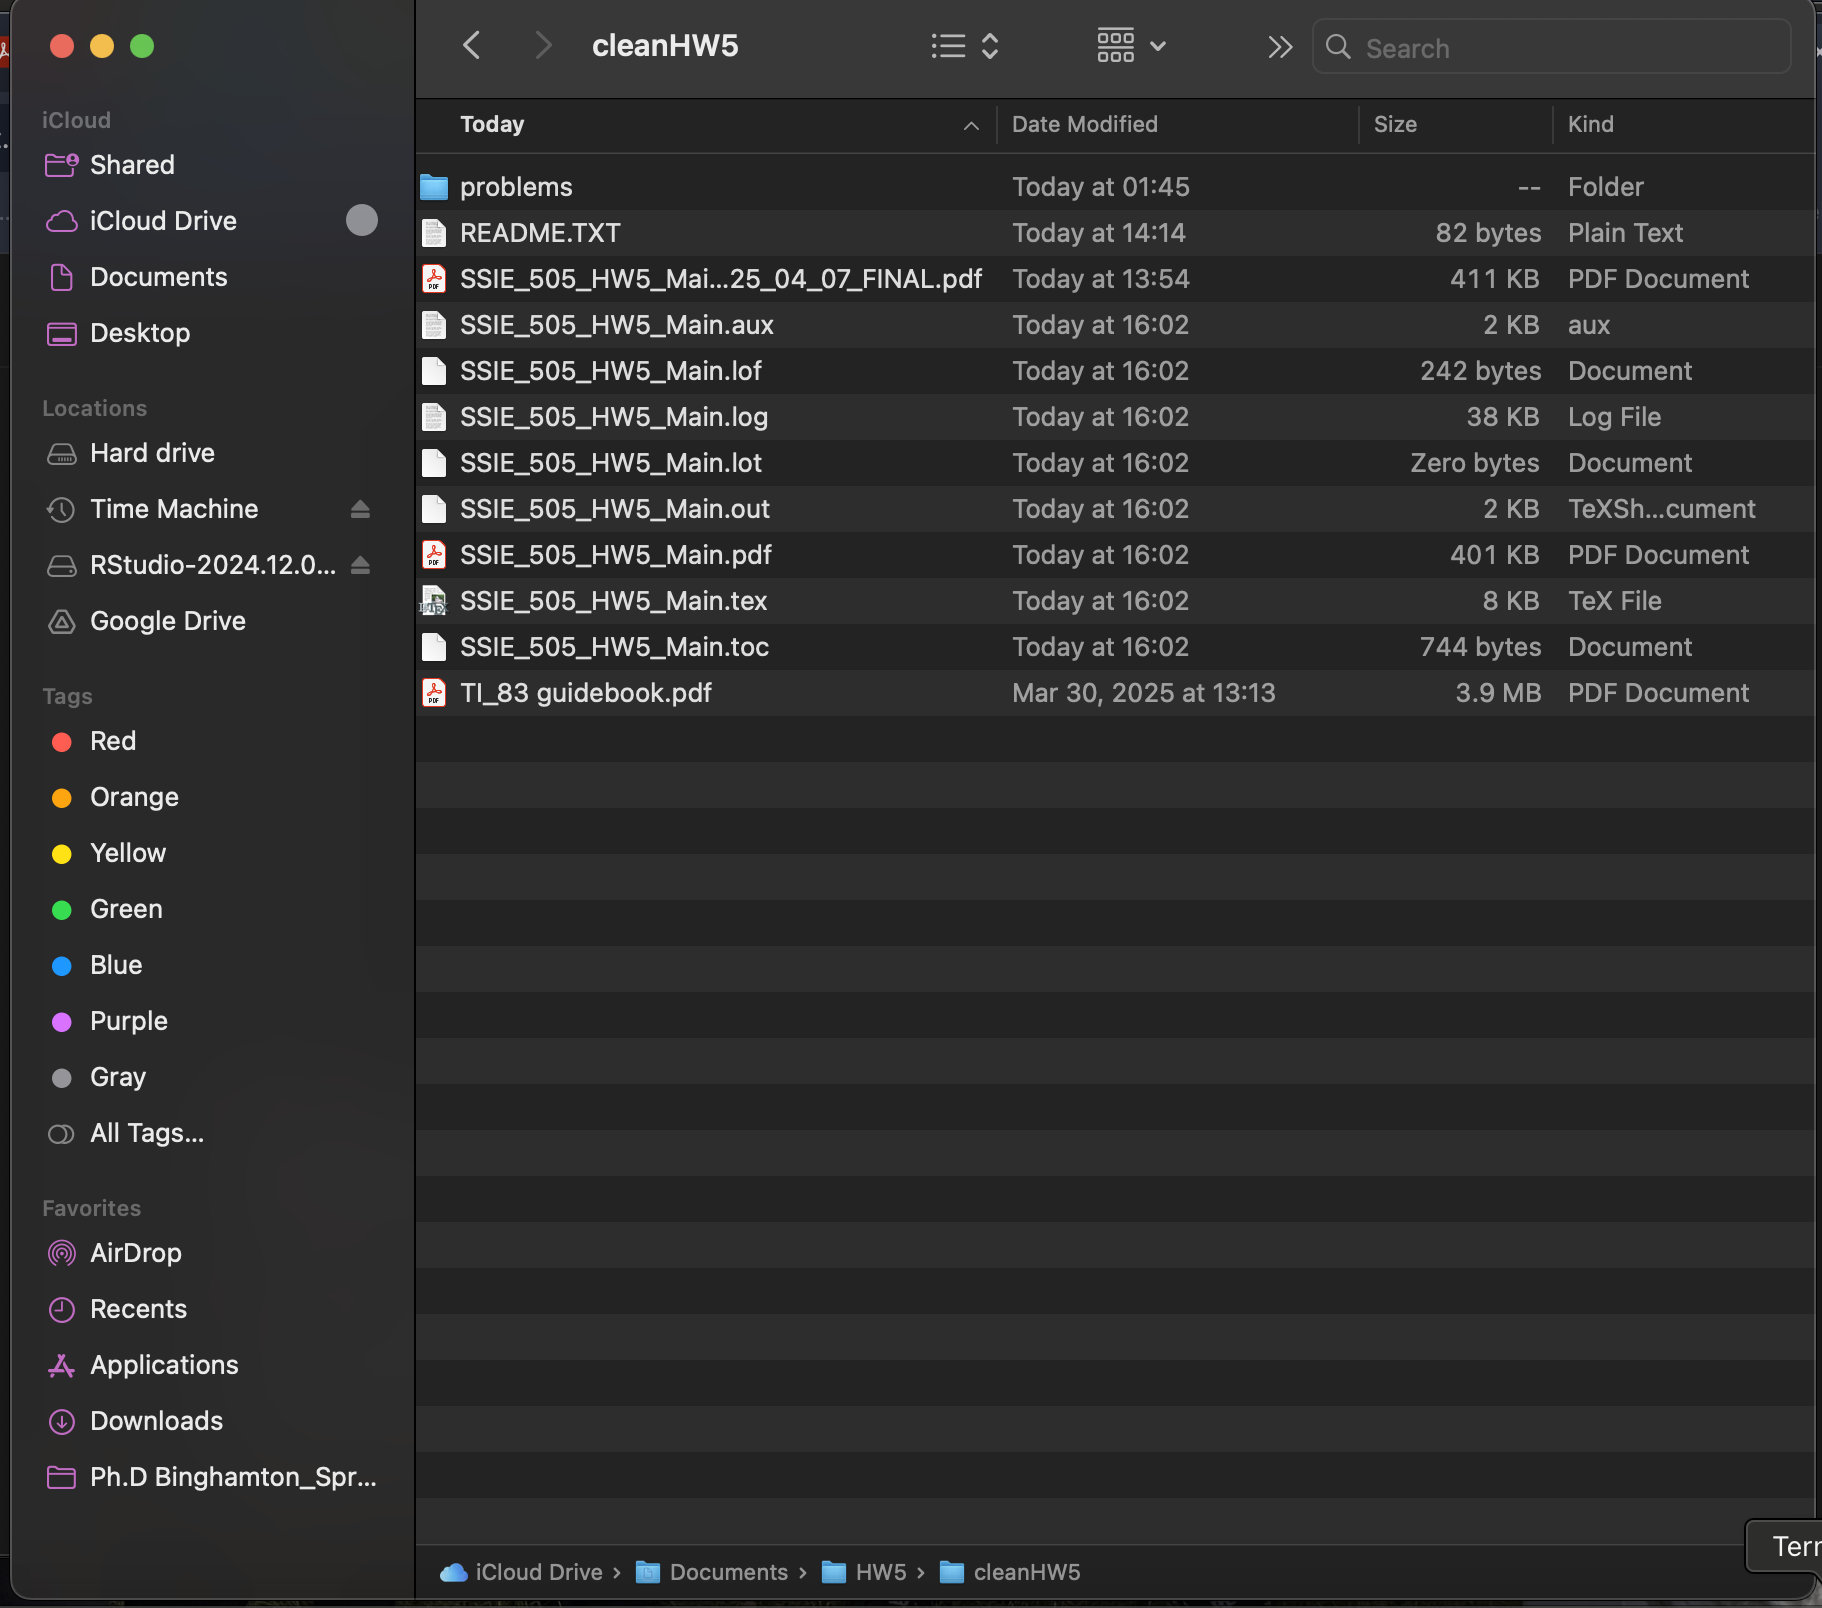 cleanHW5
Search
iCloud
Shared
iCloud Drive
Documents
Desktop
Locations
Hard drive
Time Machine
RStudio-2024.12.0...
Google Drive
Tags
Red
Orange
Yellow
Green
Blue
Purple
Gray
All Tags...
Favorites
AirDrop
Recents
Applications
Downloads
Ph.D Binghamton_Spr...
Today Date Modified Size Kind
problems Today at 01:45 -- Folder
README.TXT Today at 14:14 82 bytes Plain Text
SSIE_505_HW5_Mai...25_04_07_FINAL.pdf Today at 13:54 411 KB PDF Document
SSIE_505_HW5_Main.aux Today at 16:02 2 KB aux
SSIE_505_HW5_Main.lof Today at 16:02 242 bytes Document
SSIE_505_HW5_Main.log Today at 16:02 38 KB Log File
SSIE_505_HW5_Main.lot Today at 16:02 Zero bytes Document
SSIE_505_HW5_Main.out Today at 16:02 2 KB TeXSh...cument
SSIE_505_HW5_Main.pdf Today at 16:02 401 KB PDF Document
SSIE_505_HW5_Main.tex Today at 16:02 8 KB TeX File
SSIE_505_HW5_Main.toc Today at 16:02 744 bytes Document
TI_83 guidebook.pdf Mar 30, 2025 at 13:13 3.9 MB PDF Document
iCloud Drive › Documents › HW5 › cleanHW5